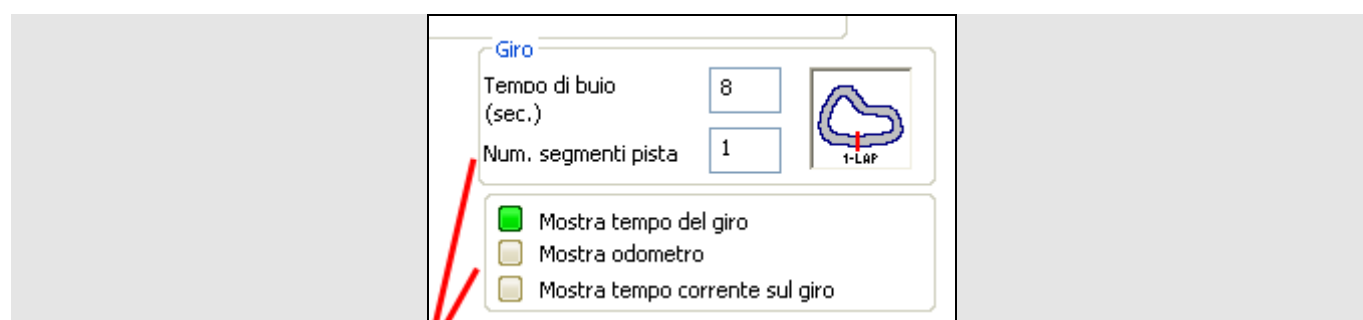 Giro
Tempo di buio
(sec.)
8
Num. segmenti pista
1
1-LAP
Mostra tempo del giro
Mostra odometro
Mostra tempo corrente sul giro